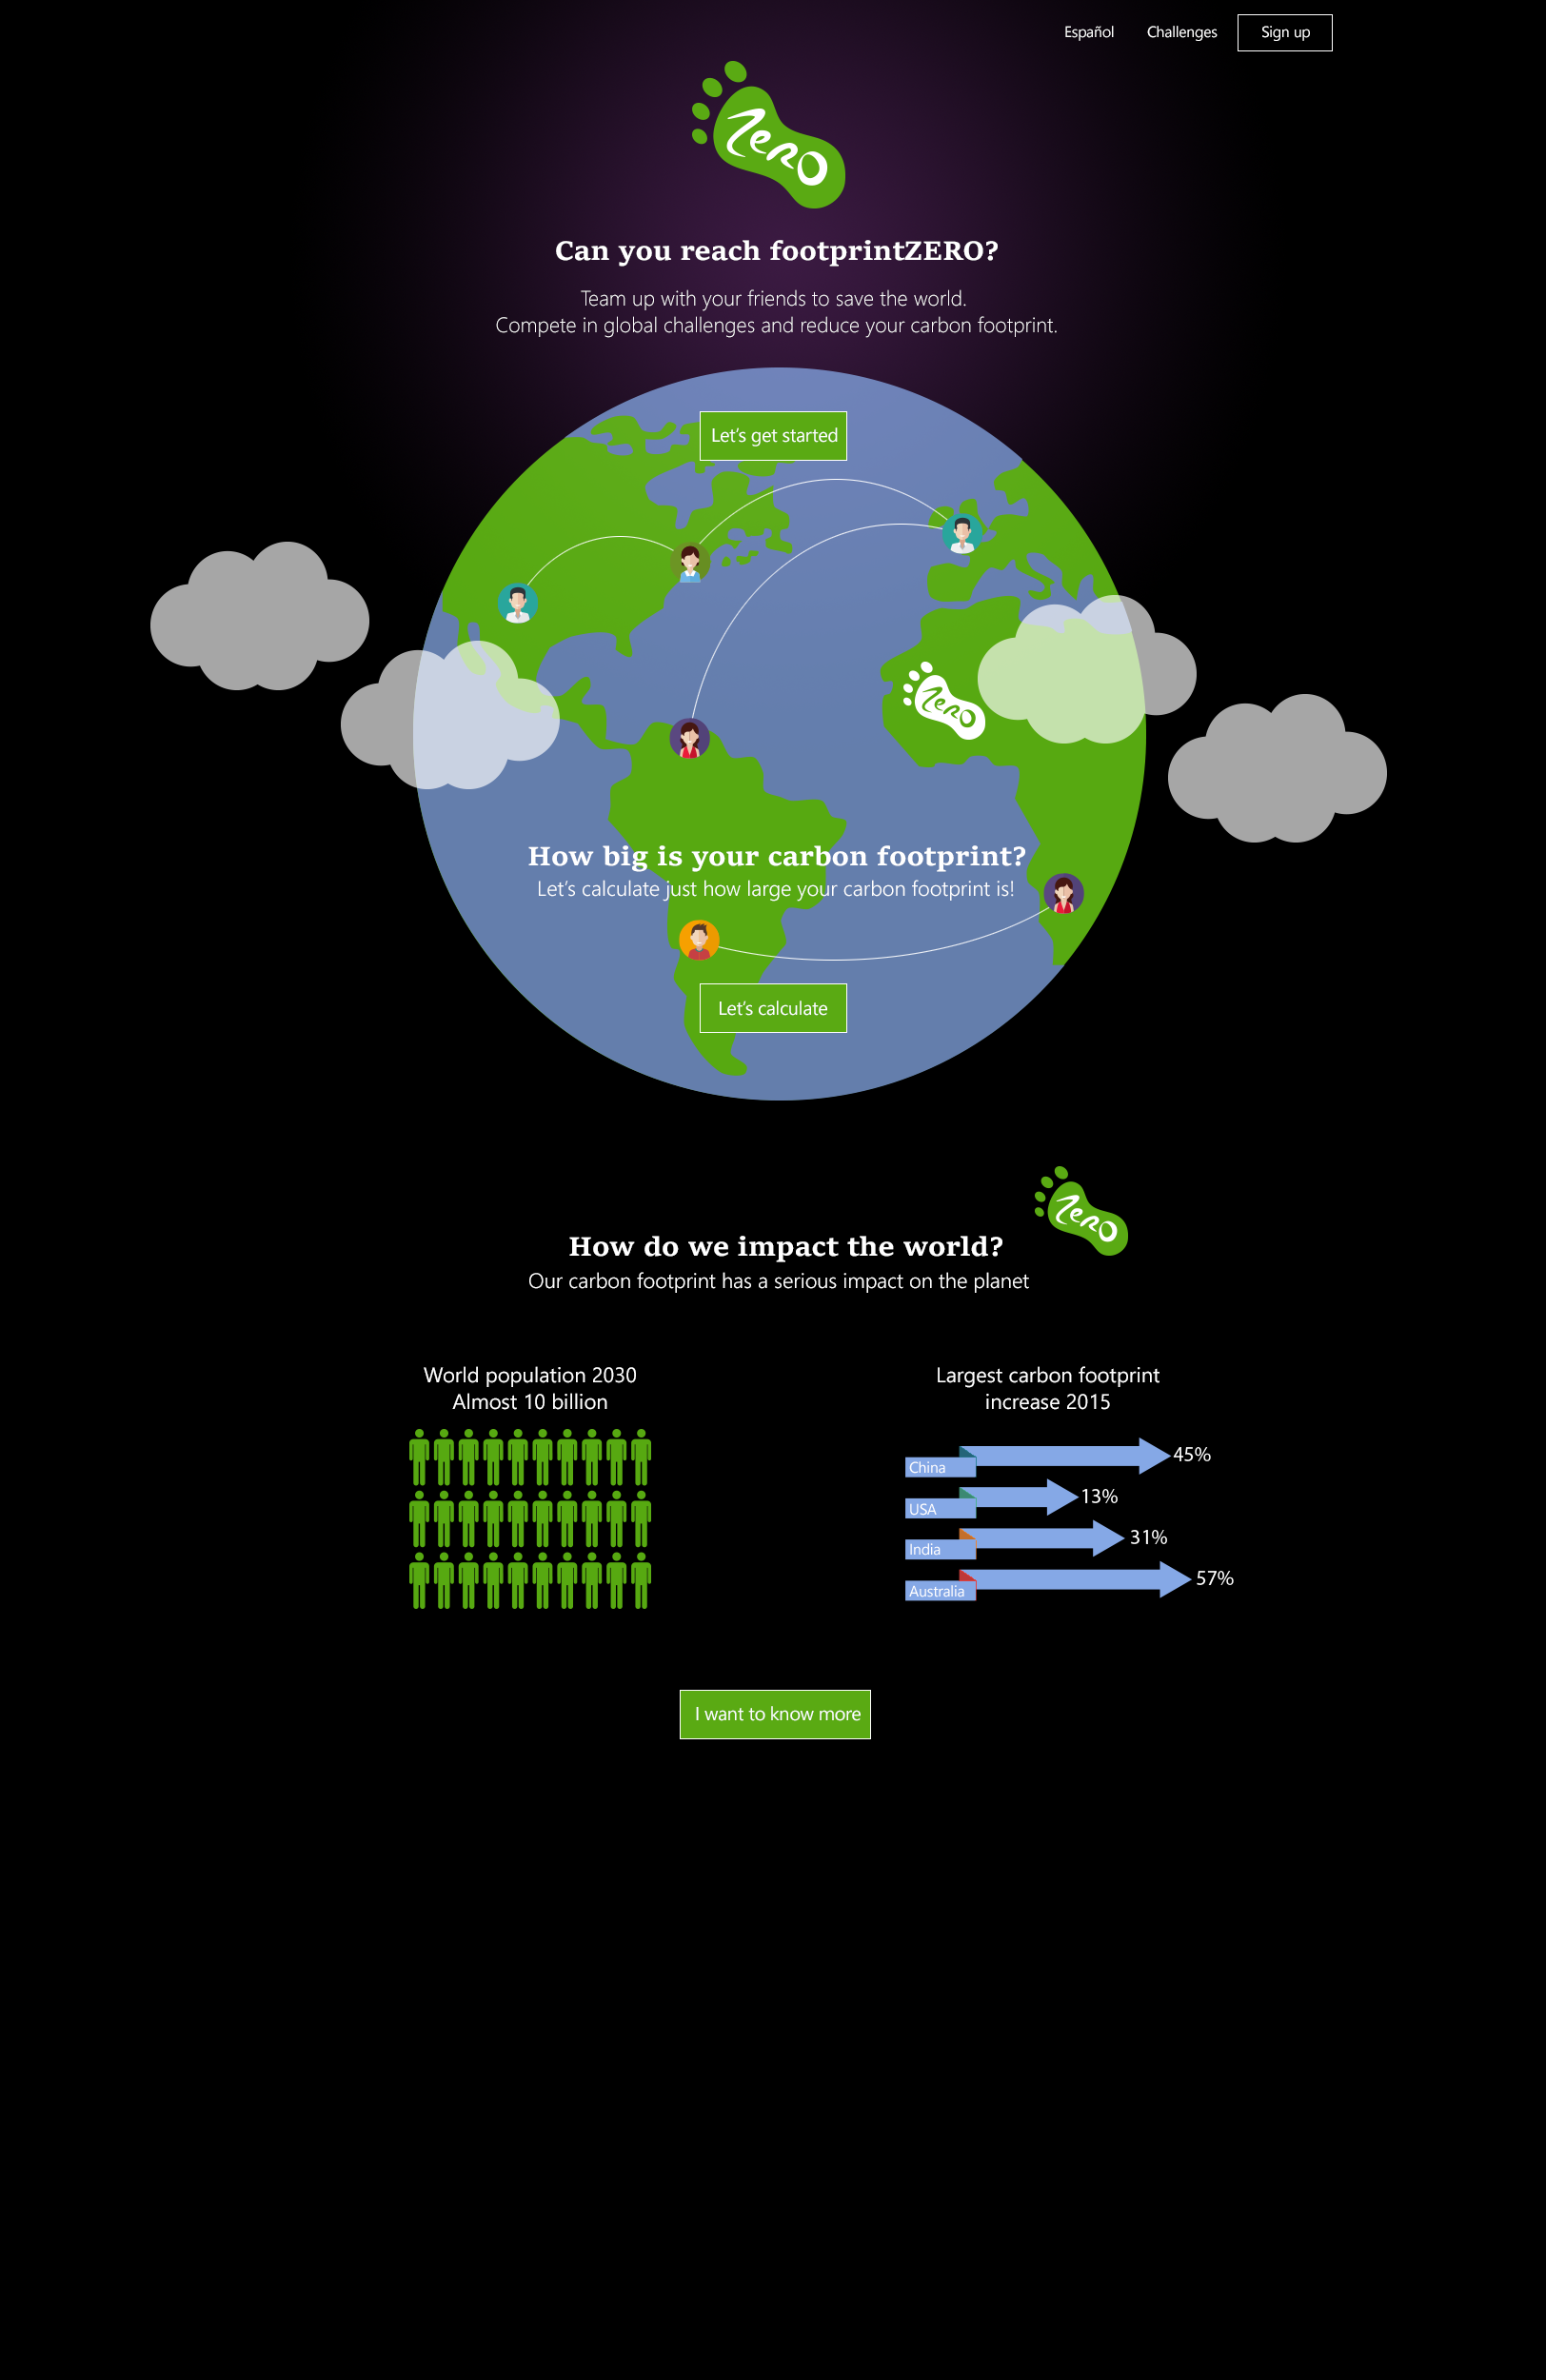 Español
Challenges
Sign up
Zero
Can you reach footprintZERO?
Team up with your friends to save the world.
Compete in global challenges and reduce your carbon footprint.
Let's get started
Zero
How big is your carbon footprint?
Let's calculate just how large your carbon footprint is!
Let's calculate
Zero
How do we impact the world?
Our carbon footprint has a serious impact on the planet
World population 2030
Almost 10 billion
Largest carbon footprint
increase 2015
China
45%
USA
13%
India
31%
Australia
57%
I want to know more